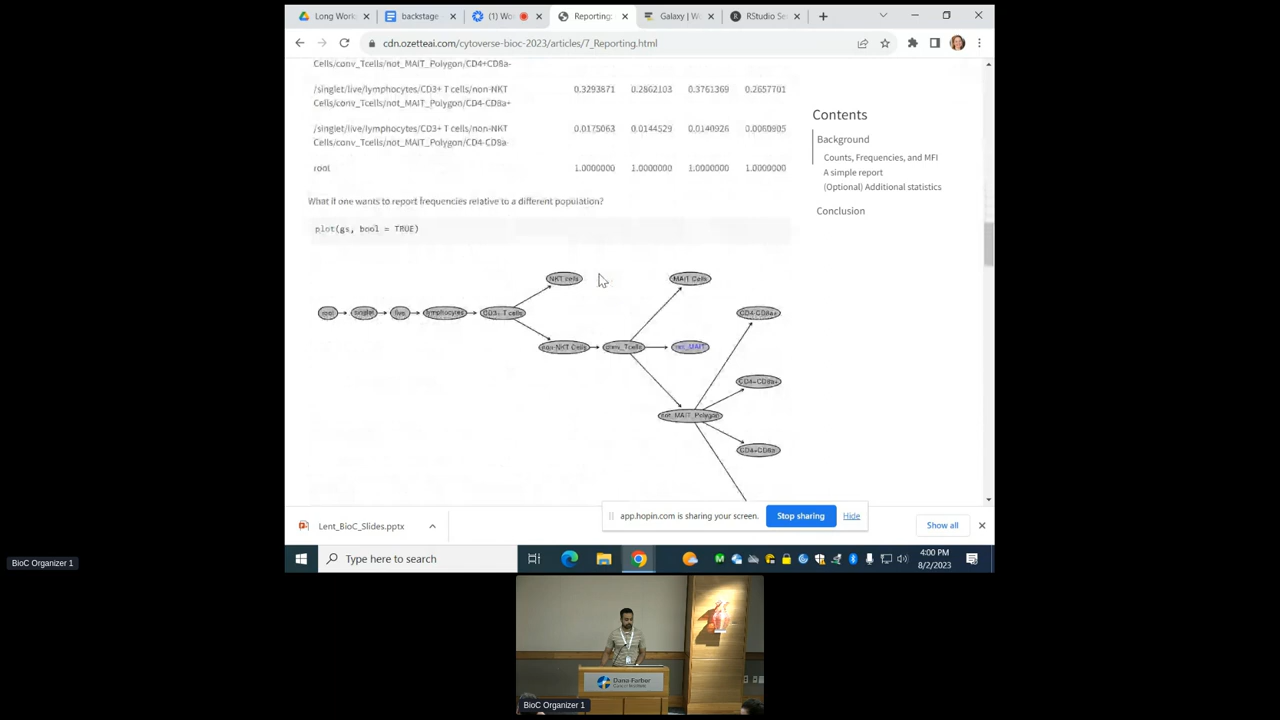 Long Work
backstage
(1) Wo
Reporting:
Galaxy | W
RStudio Se
cdn.ozetteai.com/cytoverse-bioc-2023/articles/7_Reporting.html
Cells/conv_Tcells/not_MAIT_Polygon/CD4+CD8a-
/singlet/live/lymphocytes/CD3+ T cells/non-NKT 0.3293871 0.2862103 0.3761369 0.2657701
Cells/conv_Tcells/not_MAIT_Polygon/CD4-CD8a+
/singlet/live/lymphocytes/CD3+ T cells/non-NKT 0.0175063 0.0144529 0.0140926 0.0060905
Cells/conv_Tcells/not_MAIT_Polygon/CD4-CD8a-
root 1.0000000 1.0000000 1.0000000 1.0000000
What if one wants to report frequencies relative to a different population?
plot(gs, bool = TRUE)
NKT cells
MAIT Cells
root
singlet
live
lymphocytes
CD3+ T cells
CD4-CD8a+
non-NKT Cells
conv_Tcells
not_MAIT
CD4+CD8a+
not_MAIT_Polygon
CD4+CD8a-
Contents
Background
Counts, Frequencies, and MFI
A simple report
(Optional) Additional statistics
Conclusion
app.hopin.com is sharing your screen.
Stop sharing
Hide
Lent_BioC_Slides.pptx
Show all
Type here to search
4:00 PM
8/2/2023
BioC Organizer 1
Dana Farber
Cancer Institute
BioC Organizer 1